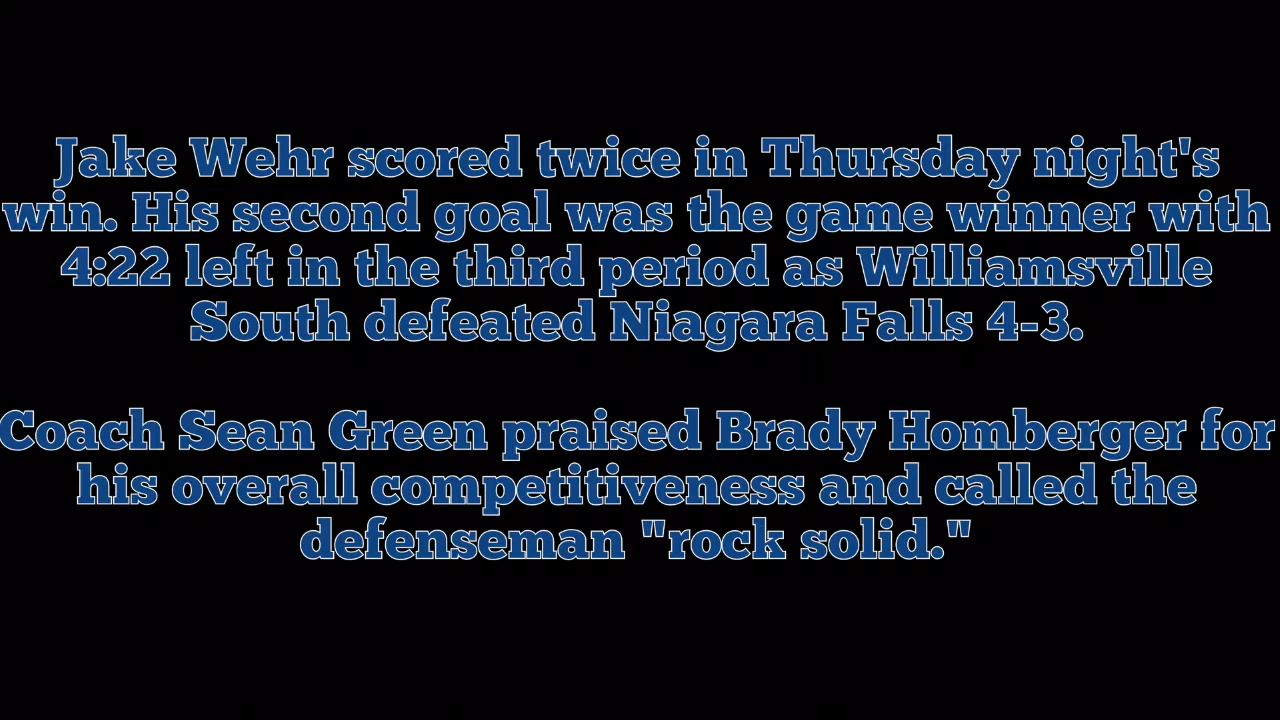 Jake Wehr scored twice in Thursday night's
win. His second goal was the game winner with
4:22 left in the third period as Williamsville
South defeated Niagara Falls 4-3.
Coach Sean Green praised Brady Homberger for
his overall competitiveness and called the
defenseman "rock solid."